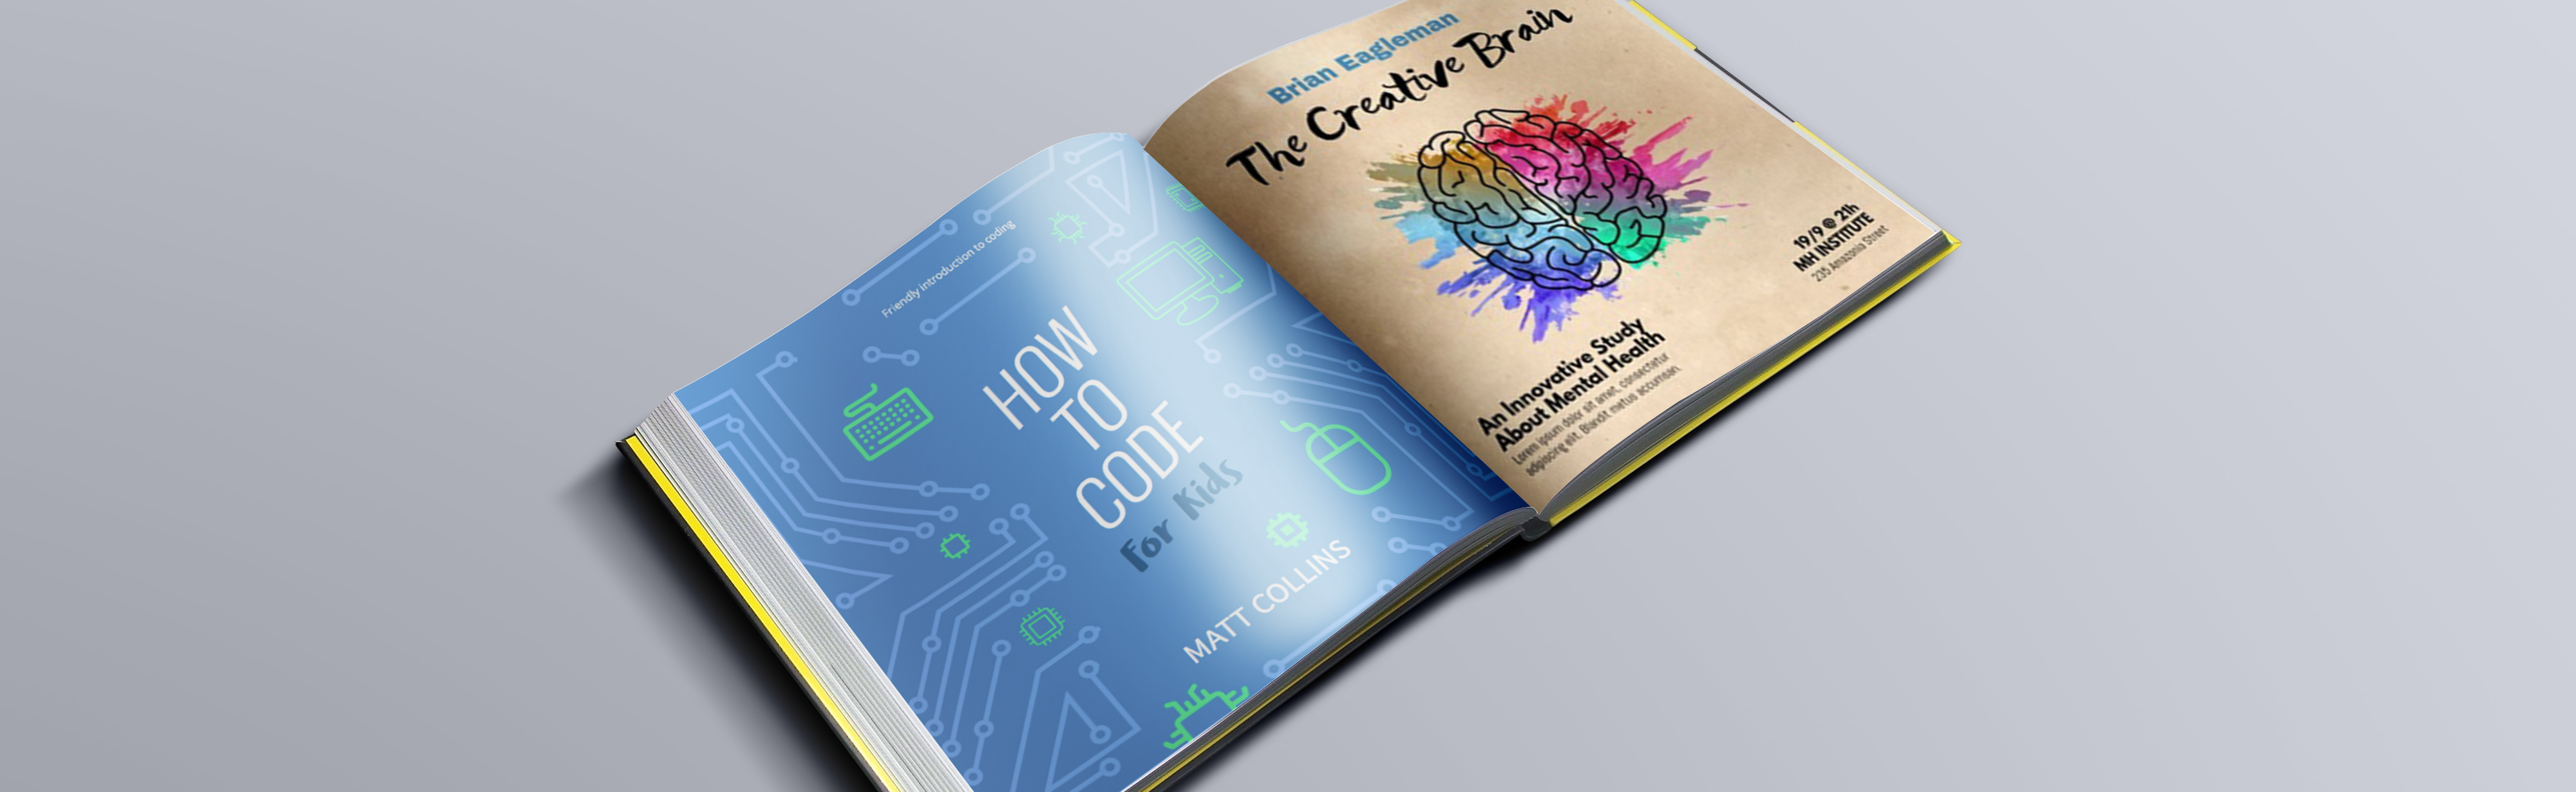 Friendly introduction to coding
HOW
TO
CODE
For Kids
MATT COLLINS
Brian Eagleman
The Creative Brain
19/9 @ 21h
MH INSTITUTE
235 Amazonia Street
An Innovative Study
About Mental Health
Lorem ipsum dolor sit amet, consectetur
adipiscing elit. Blandit metus accumsan.